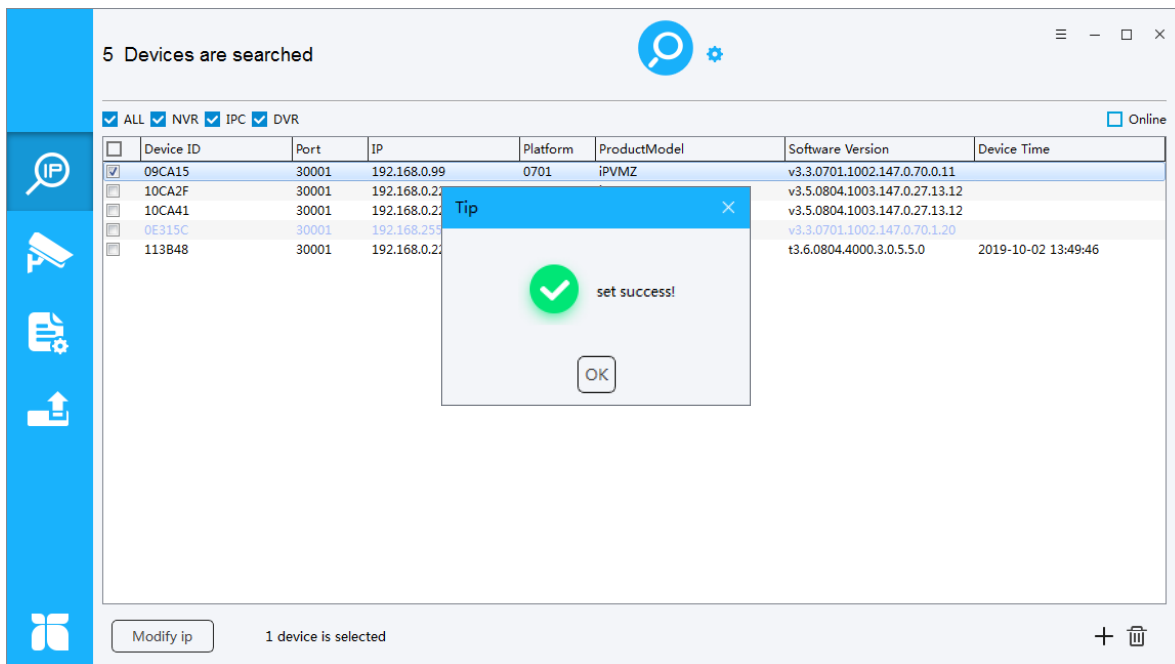 5 Devices are searched
ALL NVR IPC DVR Online
Device ID Port IP Platform ProductModel Software Version Device Time
09CA15 30001 192.168.0.99 0701 iPVMZ v3.3.0701.1002.147.0.70.0.11
10CA2F 30001 v3.5.0804.1003.147.0.27.13.12
10CA41 30001 v3.5.0804.1003.147.0.27.13.12
0E315C 30001 v3.3.0701.1002.147.0.70.1.20
113B48 30001 t3.6.0804.4000.3.0.5.5.0 2019-10-02 13:49:46
IP
Tip
set success!
OK
Modify ip 1 device is selected